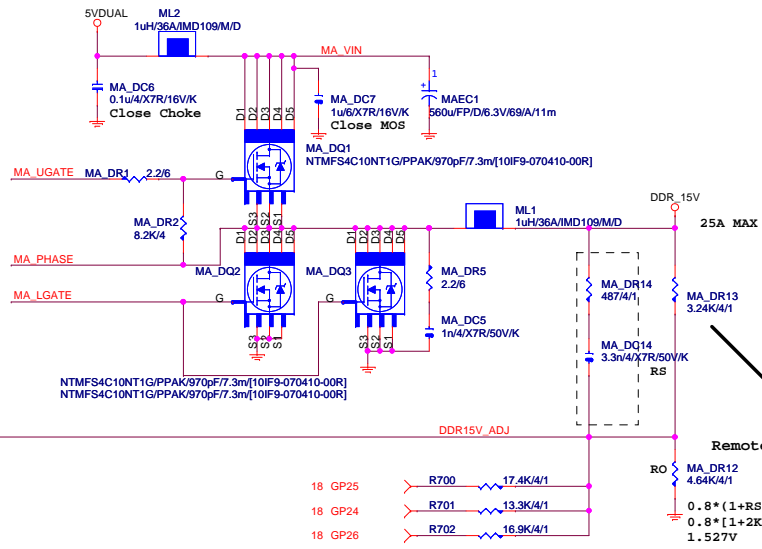 5VDUAL
ML2
1uH/36A/IMD109/M/D
MA_VIN
MA_DC6
0.1u/4/X7R/16V/K
Close Choke
D1 D2 D3 D4 D5
MA_DC7
1u/6/X7R/16V/K
Close MOS
1
+
MAEC1
560u/FP/D/6.3V/69/A/11m
MA_DQ1
NTMFS4C10NT1G/PPAK/970pF/7.3m/[10IF9-070410-00R]
MA_UGATE
MA_DR1
2.2/6
G
S3 S2 S1
MA_DR2
8.2K/4
ML1
1uH/36A/IMD109/M/D
DDR_15V
25A MAX
MA_PHASE
D1 D2 D3 D4 D5
D1 D2 D3 D4 D5
MA_DQ2
MA_DQ3
MA_DR5
2.2/6
MA_DR14
487/4/1
MA_DR13
3.24K/4/1
MA_LGATE
G
G
MA_DC5
1n/4/X7R/50V/K
S3 S2 S1
S3 S2 S1
MA_DC14
3.3n/4/X7R/50V/K
RS
NTMFS4C10NT1G/PPAK/970pF/7.3m/[10IF9-070410-00R]
NTMFS4C10NT1G/PPAK/970pF/7.3m/[10IF9-070410-00R]
DDR15V_ADJ
Remote
RO
MA_DR12
4.64K/4/1
18 GP25
R700
17.4K/4/1
18 GP24
R701
13.3K/4/1
18 GP26
R702
16.9K/4/1
0.8*(1+RS
0.8*[1+2K
1.527V